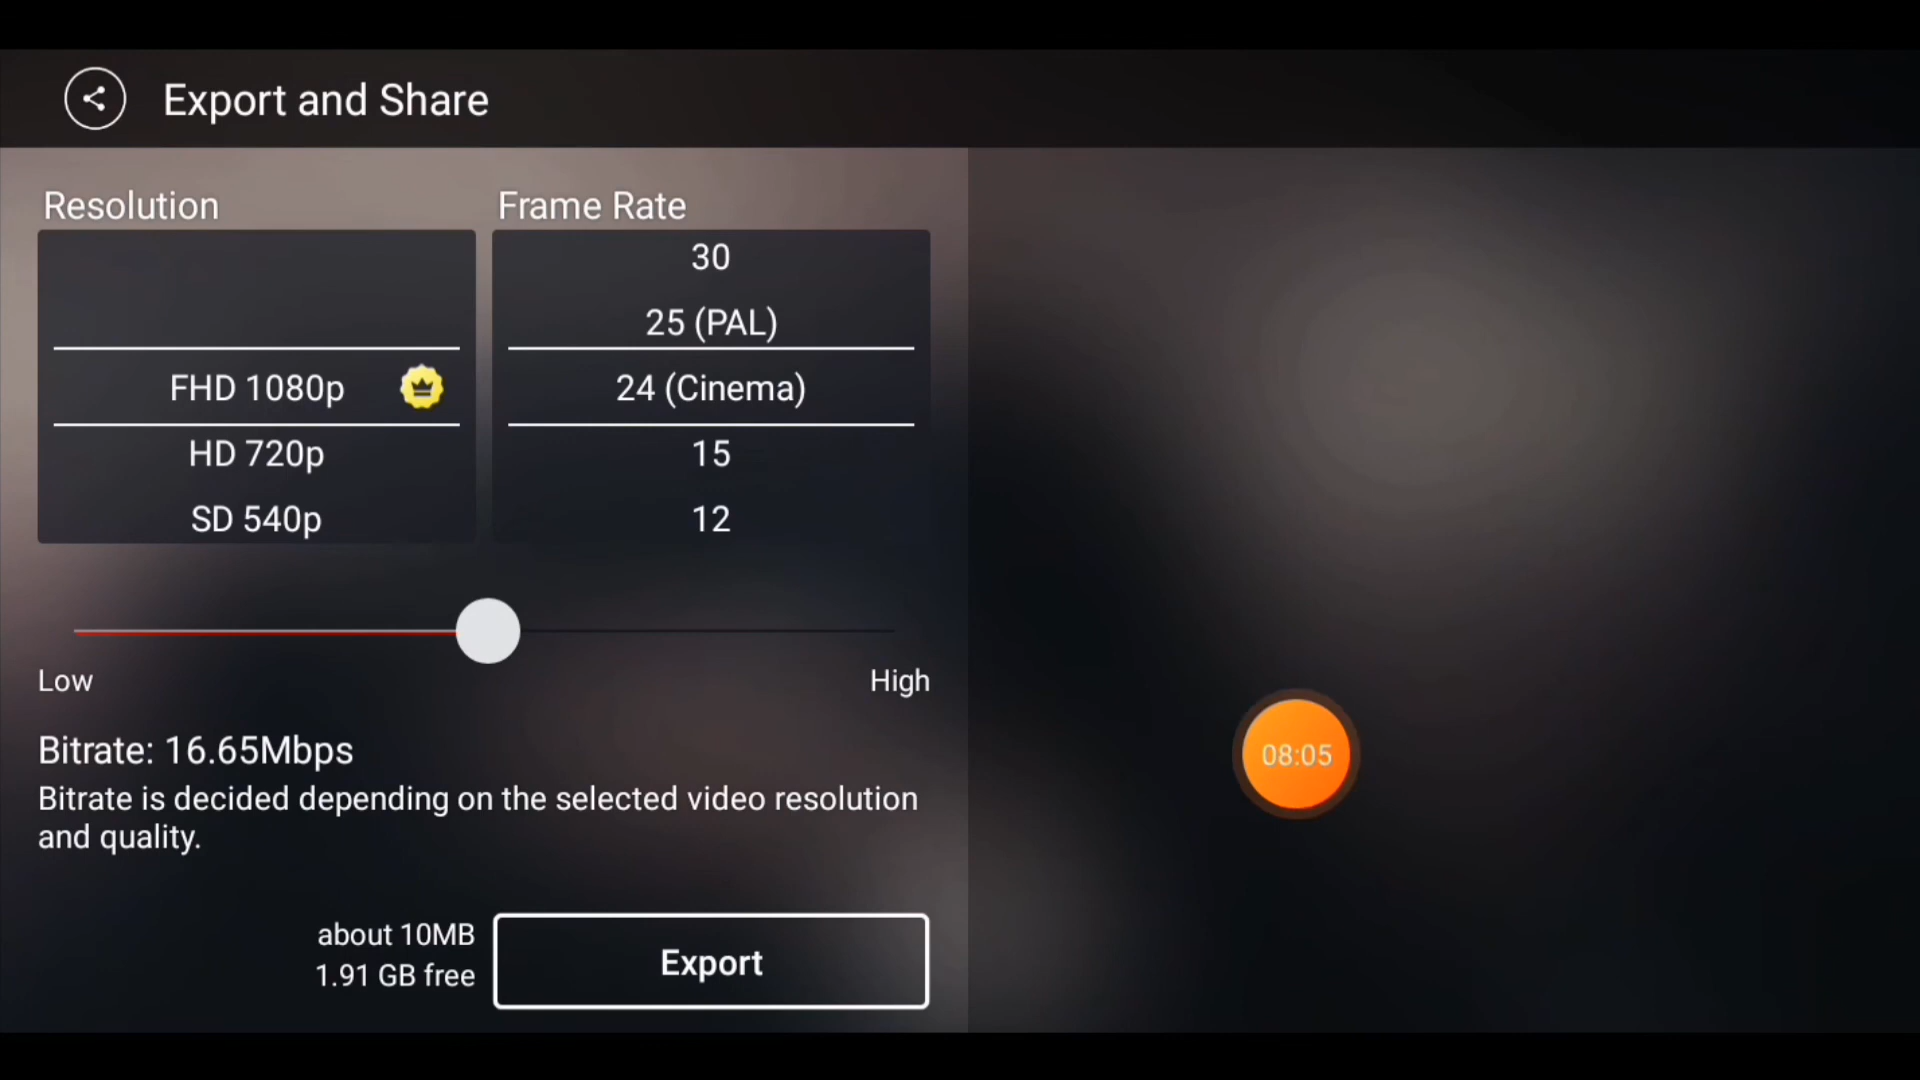 Export and Share
Resolution
Frame Rate
FHD 1080p
HD 720p
SD 540p
30
25 (PAL)
24 (Cinema)
15
12
Low
High
Bitrate: 16.65Mbps
Bitrate is decided depending on the selected video resolution
and quality.
about 10MB
1.91 GB free
Export
08:05